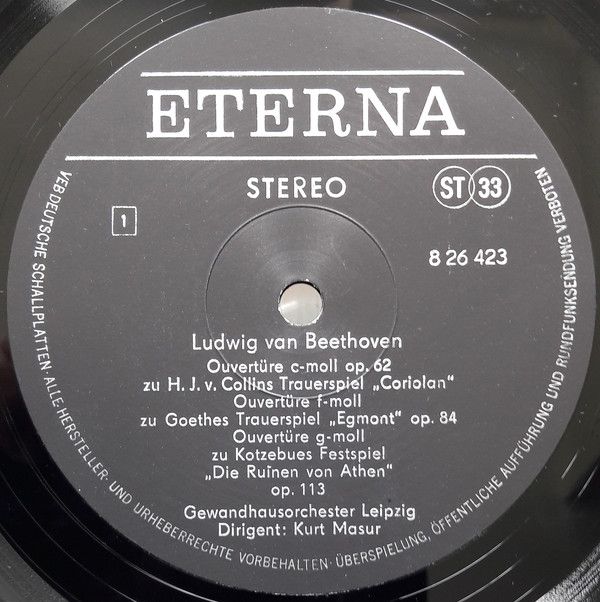 ETERNA
STEREO
ST 33
1
8 26 423
Ludwig van Beethoven
Ouvertüre c-moll op. 62
zu H. J. v. Collins Trauerspiel „Coriolan“
Ouvertüre f-moll
zu Goethes Trauerspiel „Egmont“ op. 84
Ouvertüre g-moll
zu Kotzebues Festspiel
„Die Ruinen von Athen“
op. 113
Gewandhausorchester Leipzig
Dirigent: Kurt Masur
VEB DEUTSCHE SCHALLPLATTEN · ALLE HERSTELLER- UND URHEBERRECHTE VORBEHALTEN · ÜBERSPIELUNG, ÖFFENTLICHE AUFFÜHRUNG UND RUNDFUNKSENDUNG VERBOTEN